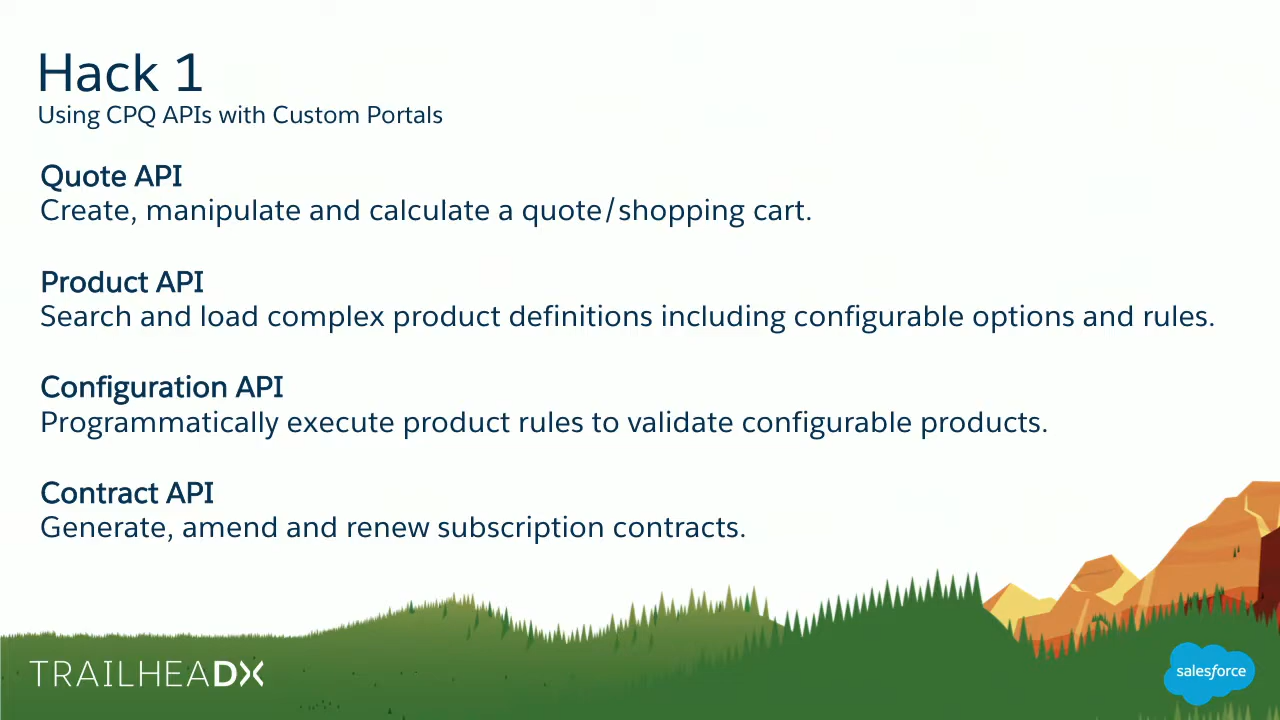 Hack 1
Using CPQ APIs with Custom Portals
Quote API
Create, manipulate and calculate a quote/shopping cart.
Product API
Search and load complex product definitions including configurable options and rules.
Configuration API
Programmatically execute product rules to validate configurable products.
Contract API
Generate, amend and renew subscription contracts.
TRAILHEADX
salesforce